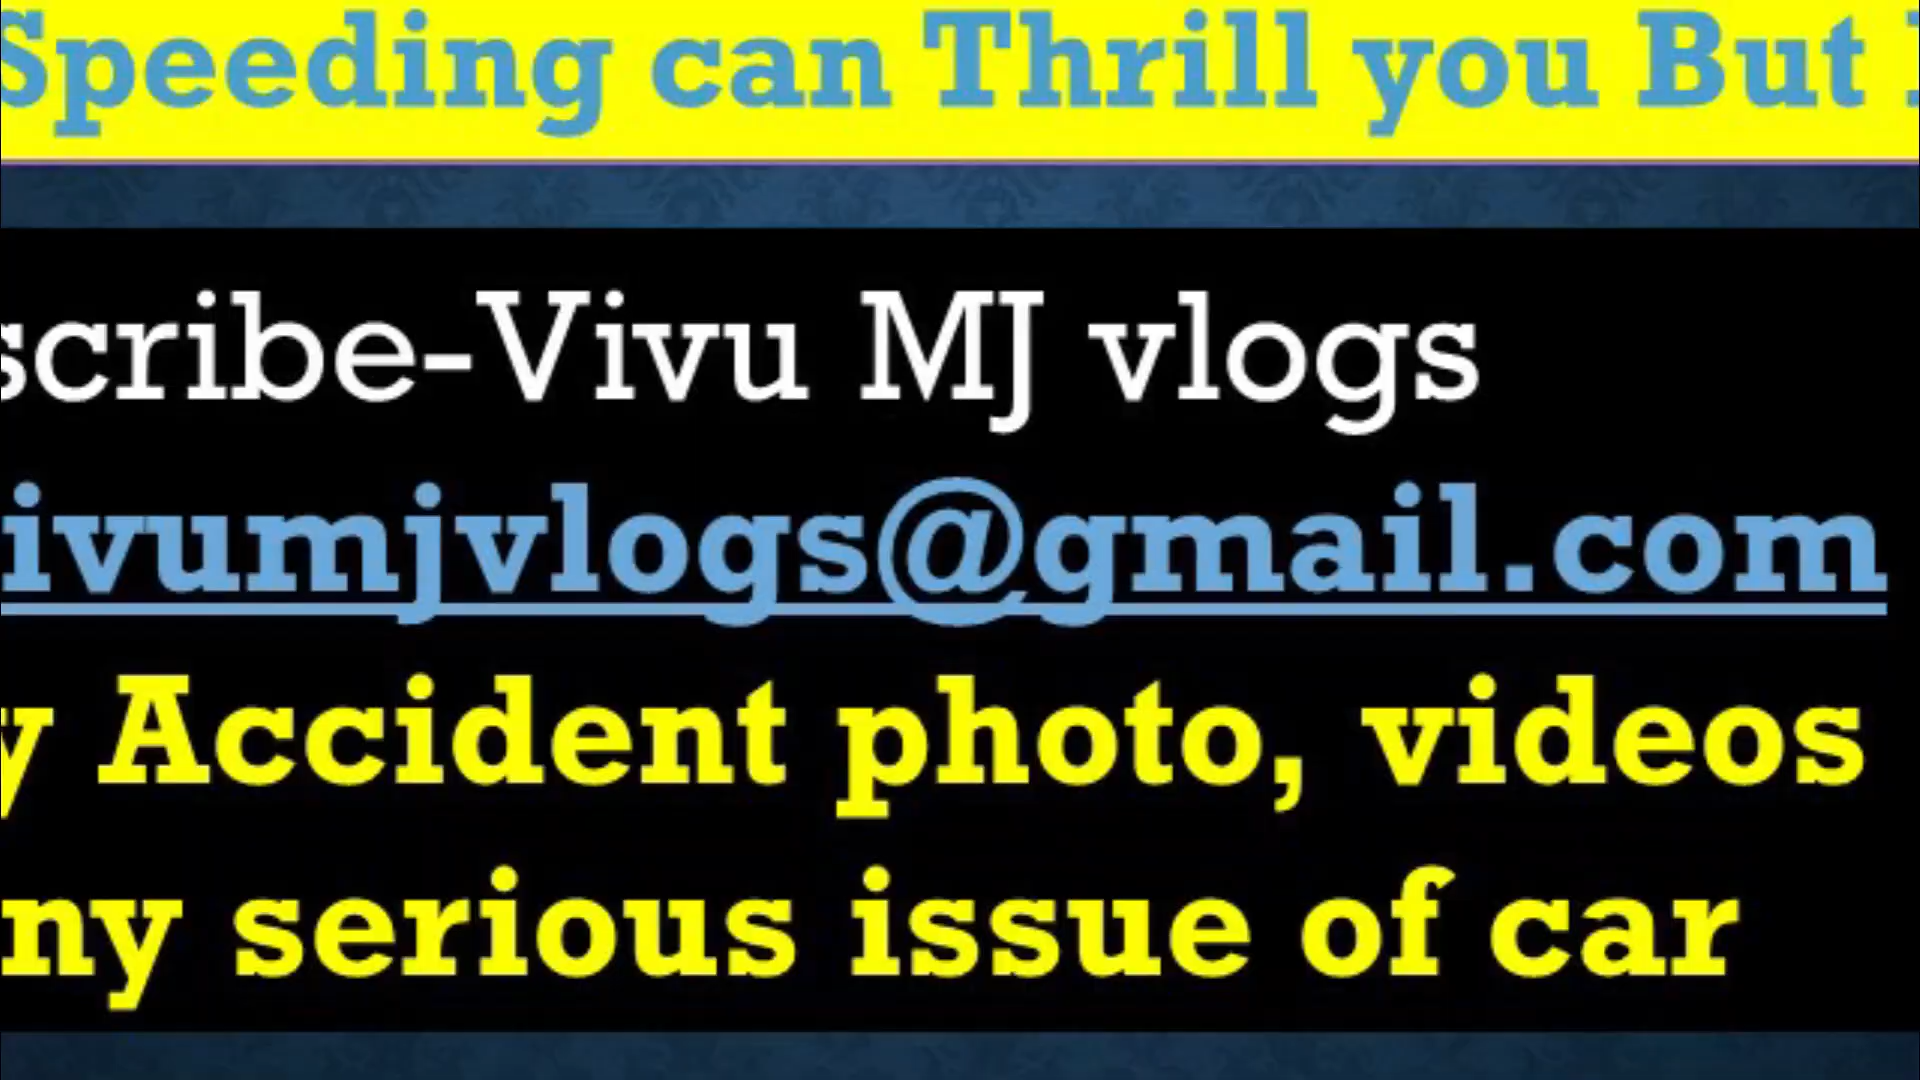 Speeding can Thrill you But
scribe-Vivu MJ vlogs
ivumjvlogs@gmail.com
y Accident photo, videos
ny serious issue of car